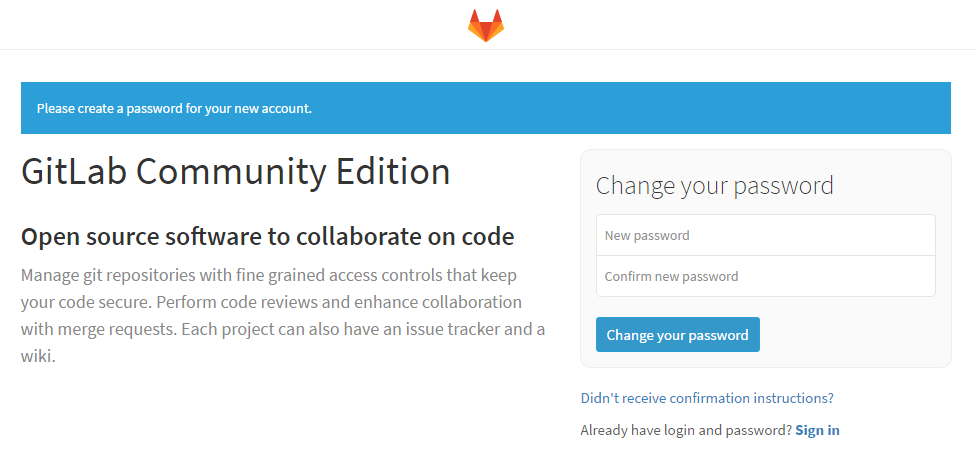 Please create a password for your new account.
GitLab Community Edition
Open source software to collaborate on code
Manage git repositories with fine grained access controls that keep
your code secure. Perform code reviews and enhance collaboration
with merge requests. Each project can also have an issue tracker and a
wiki.
Change your password
New password
Confirm new password
Change your password
Didn't receive confirmation instructions?
Already have login and password? Sign in